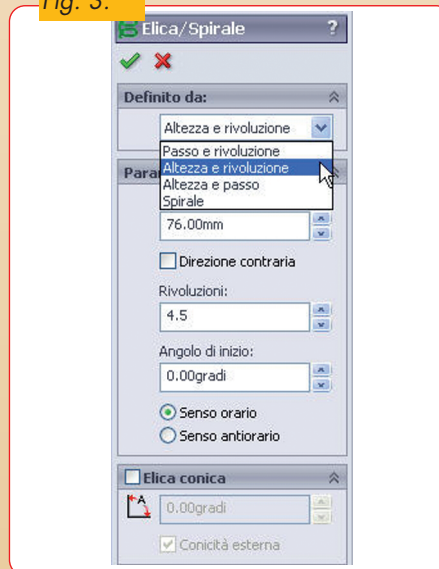 Fig. 3.
Elica/Spirale ?
Definito da:
Altezza e rivoluzione
Passo e rivoluzione
Altezza e rivoluzione
Altezza e passo
Spirale
Para
76.00mm
Direzione contraria
Rivoluzioni:
4.5
Angolo di inizio:
0.00gradi
Senso orario
Senso antiorario
Elica conica
A
0.00gradi
Conicità esterna